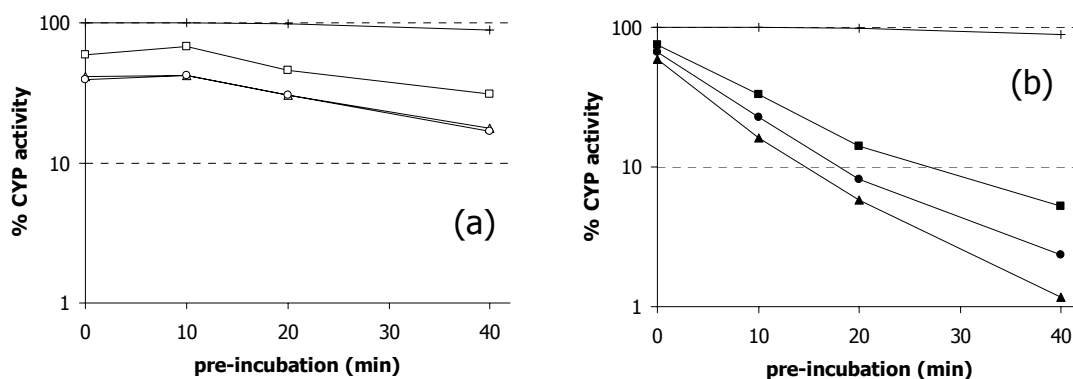 100
10
1
% CYP activity
(a)
0 10 20 30 40
pre-incubation (min)
100
10
1
% CYP activity
(b)
0 10 20 30 40
pre-incubation (min)